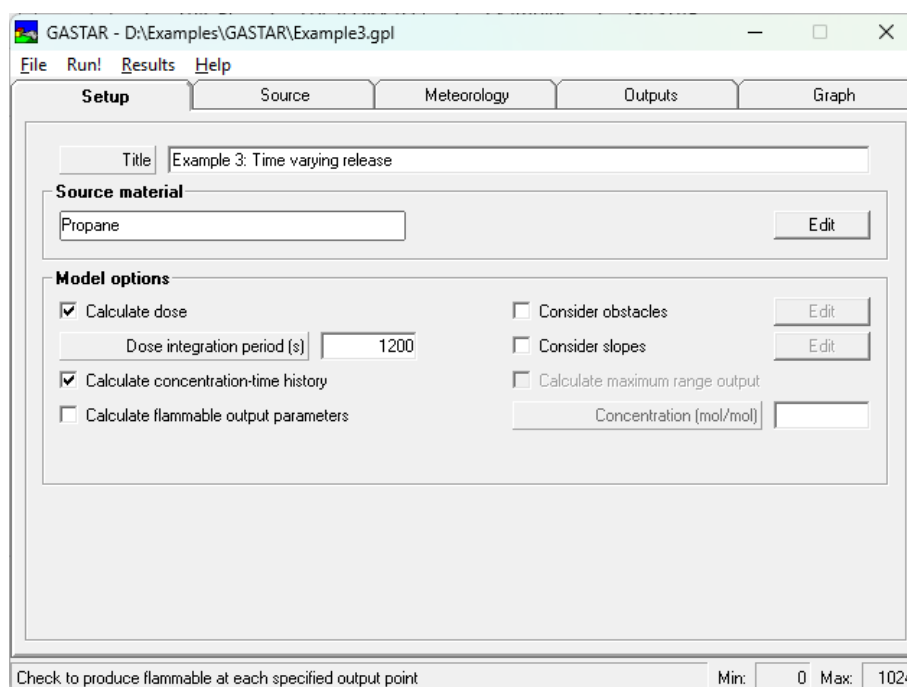 GASTAR - D:\Examples\GASTAR\Example3.gpl
File Run! Results Help
Setup Source Meteorology Outputs Graph
Title Example 3: Time varying release
Source material
Propane Edit
Model options
Calculate dose Consider obstacles Edit
Dose integration period (s) 1200 Consider slopes Edit
Calculate concentration-time history Calculate maximum range output
Calculate flammable output parameters Concentration (mol/mol)
Check to produce flammable at each specified output point Min: 0 Max: 1024